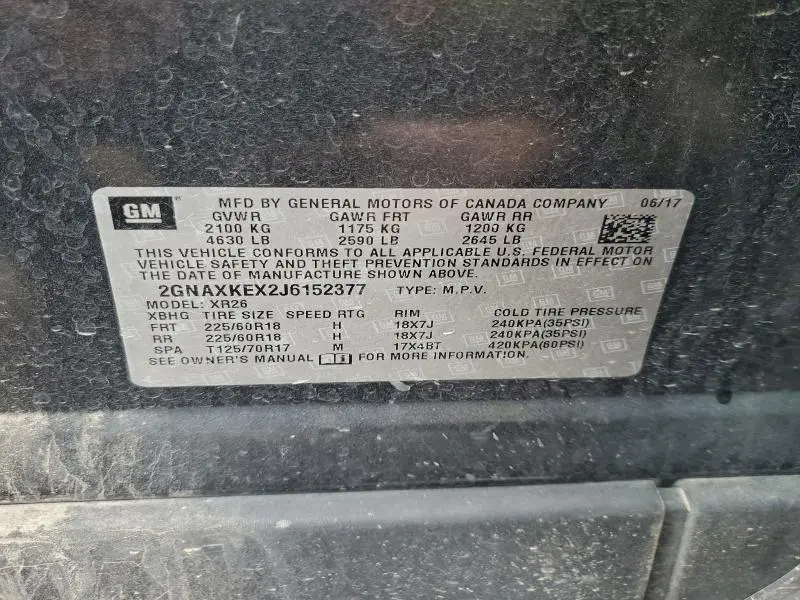 GM ® MFD BY GENERAL MOTORS OF CANADA COMPANY 06/17
GVWR GAWR FRT GAWR RR
2100 KG 1175 KG 1200 KG
4630 LB 2590 LB 2645 LB
THIS VEHICLE CONFORMS TO ALL APPLICABLE U.S. FEDERAL MOTOR
VEHICLE SAFETY AND THEFT PREVENTION STANDARDS IN EFFECT ON
THE DATE OF MANUFACTURE SHOWN ABOVE.
2GNAXKEX2J6152377 TYPE: M.P.V.
MODEL: XR26
XBHG TIRE SIZE SPEED RTG RIM COLD TIRE PRESSURE
FRT 225/60R18 H 18X7J 240KPA(35PSI)
RR 225/60R18 H 18X7J 240KPA(35PSI)
SPA T125/70R17 M 17X4BT 420KPA(60PSI)
SEE OWNER'S MANUAL FOR MORE INFORMATION.